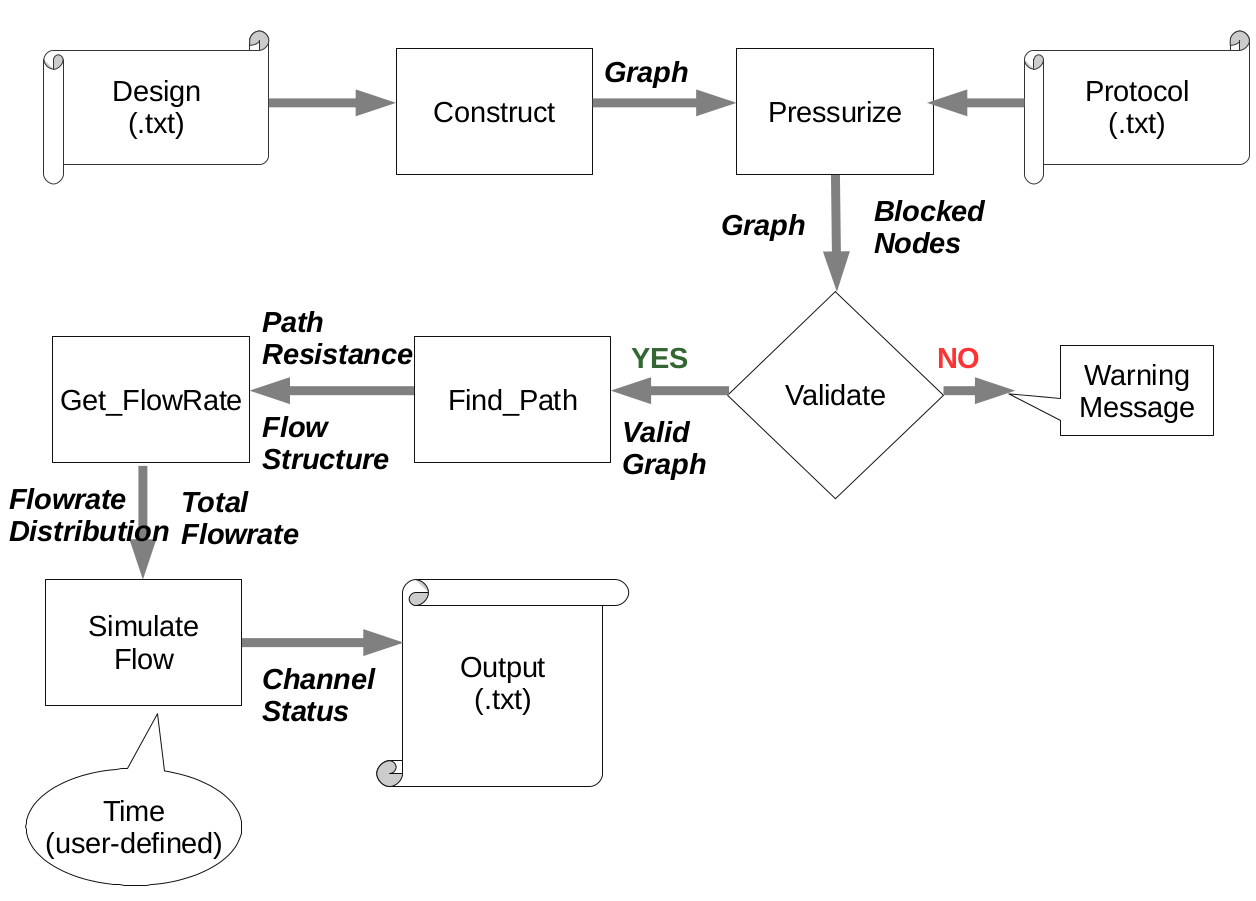 Design
(.txt)
Construct
Graph
Pressurize
Protocol
(.txt)
Graph
Blocked
Nodes
Path
Resistance
Get_FlowRate
Flow
Structure
Find_Path
YES
Valid
Graph
Validate
NO
Warning
Message
Flowrate
Distribution
Total
Flowrate
Simulate
Flow
Channel
Status
Output
(.txt)
Time
(user-defined)